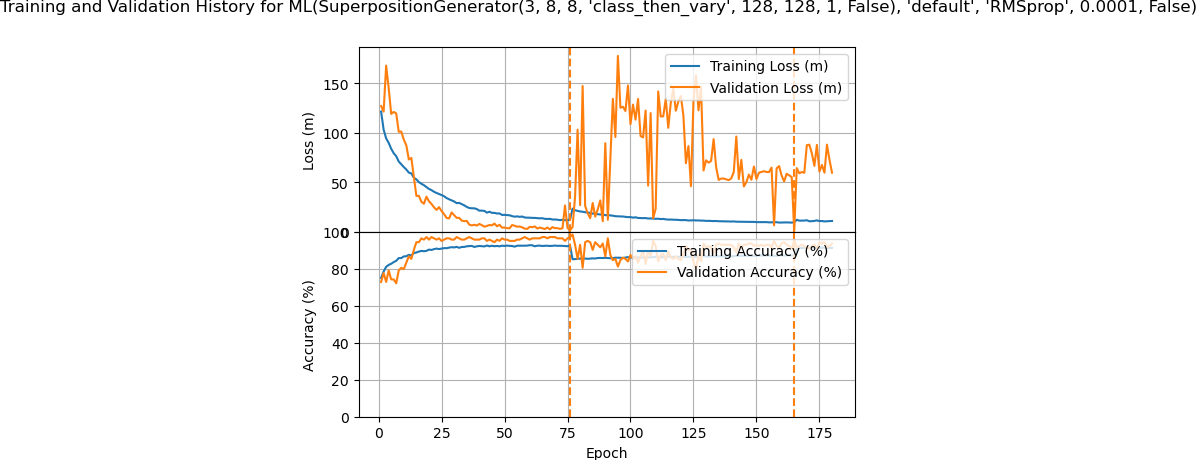 Training and Validation History for ML(SuperpositionGenerator(3, 8, 8, 'class_then_vary', 128, 128, 1, False), 'default', 'RMSprop', 0.0001, False)
Loss (m)
150
100
50
0
Training Loss (m)
Validation Loss (m)
Accuracy (%)
100
80
60
40
20
0
Training Accuracy (%)
Validation Accuracy (%)
0 25 50 75 100 125 150 175
Epoch